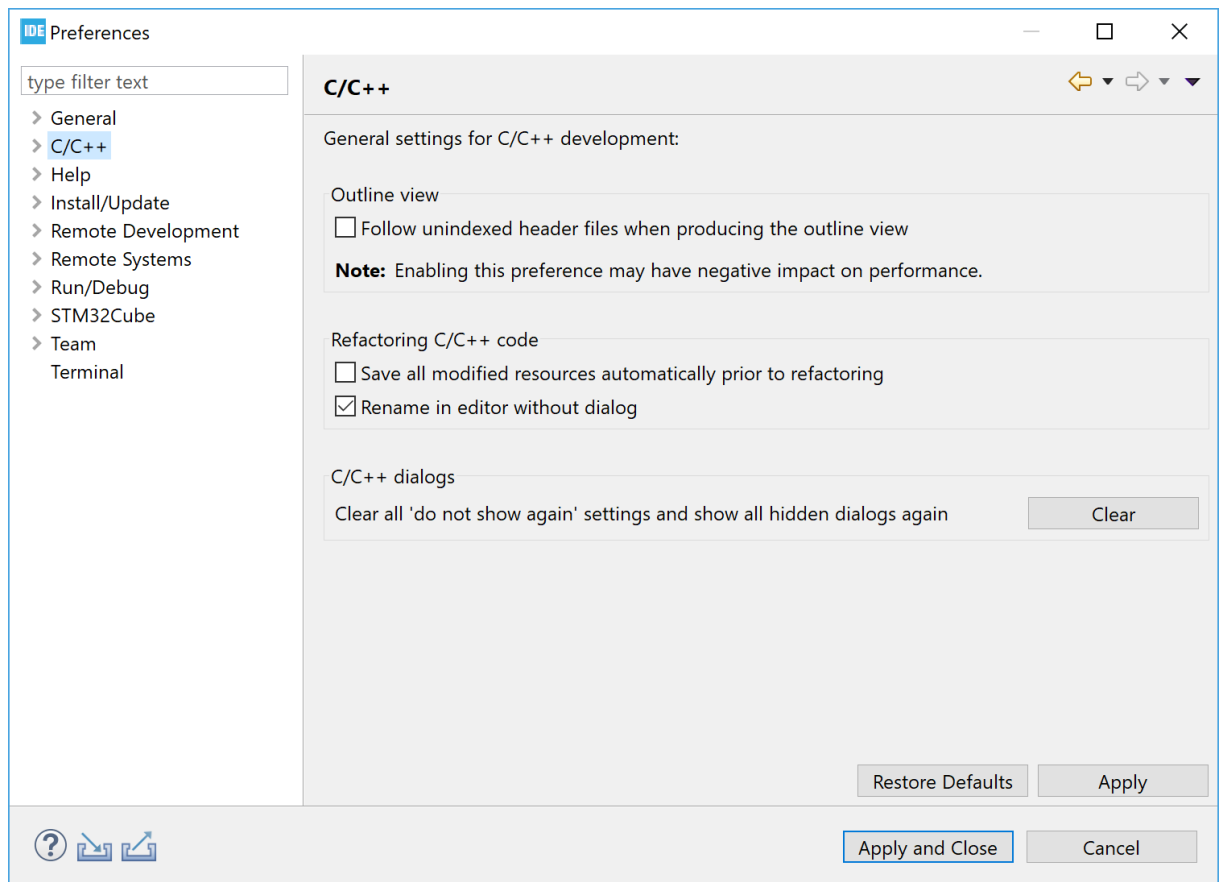 IDE Preferences
type filter text
General
C/C++
Help
Install/Update
Remote Development
Remote Systems
Run/Debug
STM32Cube
Team
Terminal
C/C++
General settings for C/C++ development:
Outline view
Follow unindexed header files when producing the outline view
Note: Enabling this preference may have negative impact on performance.
Refactoring C/C++ code
Save all modified resources automatically prior to refactoring
Rename in editor without dialog
C/C++ dialogs
Clear all 'do not show again' settings and show all hidden dialogs again Clear
Restore Defaults Apply
? Apply and Close Cancel